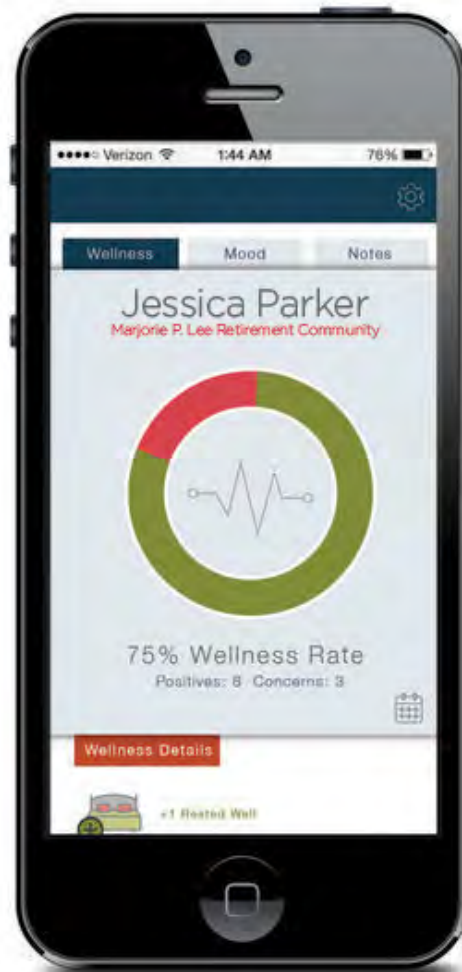 Verizon 1:44 AM 76%
Wellness Mood Notes
Jessica Parker
Marjorie P. Lee Retirement Community
75% Wellness Rate
Positives: 8 Concerns: 3
Wellness Details
+1 Rested Well